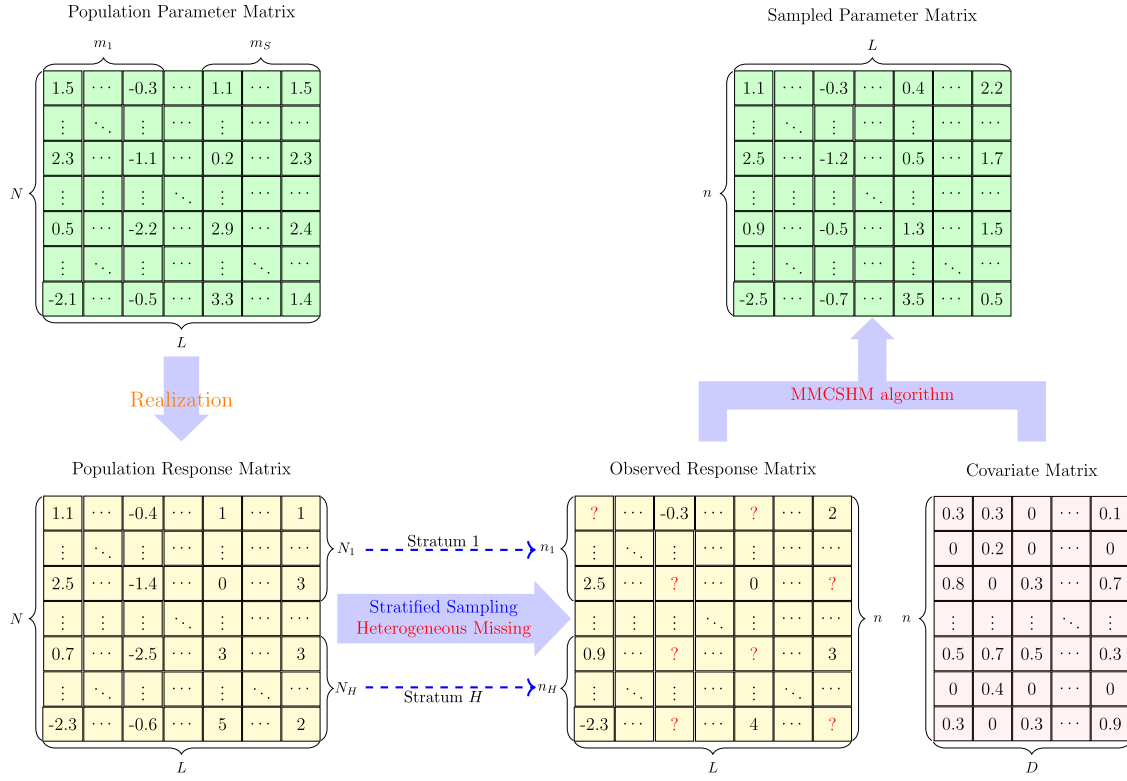 Population Parameter Matrix
m₁ m_S
1.5 ⋯ -0.3 ⋯ 1.1 ⋯ 1.5
⋮ ⋱ ⋮ ⋯ ⋮ ⋯ ⋯
2.3 ⋯ -1.1 ⋯ 0.2 ⋯ 2.3
N
⋮ ⋮ ⋮ ⋱ ⋮ ⋯ ⋯
0.5 ⋯ -2.2 ⋯ 2.9 ⋯ 2.4
⋮ ⋱ ⋮ ⋯ ⋮ ⋱ ⋯
-2.1 ⋯ -0.5 ⋯ 3.3 ⋯ 1.4
L
Sampled Parameter Matrix
L
1.1 ⋯ -0.3 ⋯ 0.4 ⋯ 2.2
⋮ ⋱ ⋮ ⋯ ⋮ ⋯ ⋯
2.5 ⋯ -1.2 ⋯ 0.5 ⋯ 1.7
n
⋮ ⋮ ⋮ ⋱ ⋮ ⋯ ⋯
0.9 ⋯ -0.5 ⋯ 1.3 ⋯ 1.5
⋮ ⋱ ⋮ ⋯ ⋮ ⋱ ⋯
-2.5 ⋯ -0.7 ⋯ 3.5 ⋯ 0.5
Realization
MMCSHM algorithm
Population Response Matrix
1.1 ⋯ -0.4 ⋯ 1 ⋯ 1
⋮ ⋱ ⋮ ⋯ ⋮ ⋯ ⋯
N₁
2.5 ⋯ -1.4 ⋯ 0 ⋯ 3
N
⋮ ⋮ ⋮ ⋱ ⋮ ⋯ ⋯
0.7 ⋯ -2.5 ⋯ 3 ⋯ 3
⋮ ⋱ ⋮ ⋯ ⋮ ⋱ ⋯
N_H
-2.3 ⋯ -0.6 ⋯ 5 ⋯ 2
L
Stratum 1
Stratified Sampling
Heterogeneous Missing
Stratum H
Observed Response Matrix
? ⋯ -0.3 ⋯ ? ⋯ 2
n₁
⋮ ⋱ ⋮ ⋯ ⋮ ⋯ ⋯
2.5 ⋯ ? ⋯ 0 ⋯ ?
⋮ ⋮ ⋮ ⋱ ⋮ ⋯ ⋯
n
0.9 ⋯ ? ⋯ ? ⋯ 3
n_H
⋮ ⋱ ⋮ ⋯ ⋮ ⋱ ⋯
-2.3 ⋯ ? ⋯ 4 ⋯ ?
L
Covariate Matrix
0.3 0.3 0 ⋯ 0.1
0 0.2 0 ⋯ 0
0.8 0 0.3 ⋯ 0.7
n
⋮ ⋮ ⋮ ⋱ ⋮
0.5 0.7 0.5 ⋯ 0.3
0 0.4 0 ⋯ 0
0.3 0 0.3 ⋯ 0.9
D